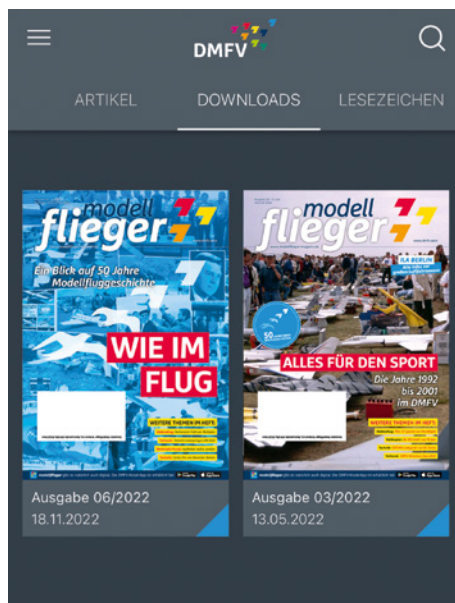 DMFV
ARTIKEL
DOWNLOADS
LESEZEICHEN
modell
flieger
Ein Blick auf 50 Jahre
Modellfluggeschichte
WIE IM
FLUG
WEITERE THEMEN IM HEFT:
Ausgabe 06/2022
18.11.2022
modell
flieger
ILA BERLIN
50
ALLES FÜR DEN SPORT
Die Jahre 1992
bis 2001
im DMFV
WEITERE THEMEN IM HEFT:
Ausgabe 03/2022
13.05.2022